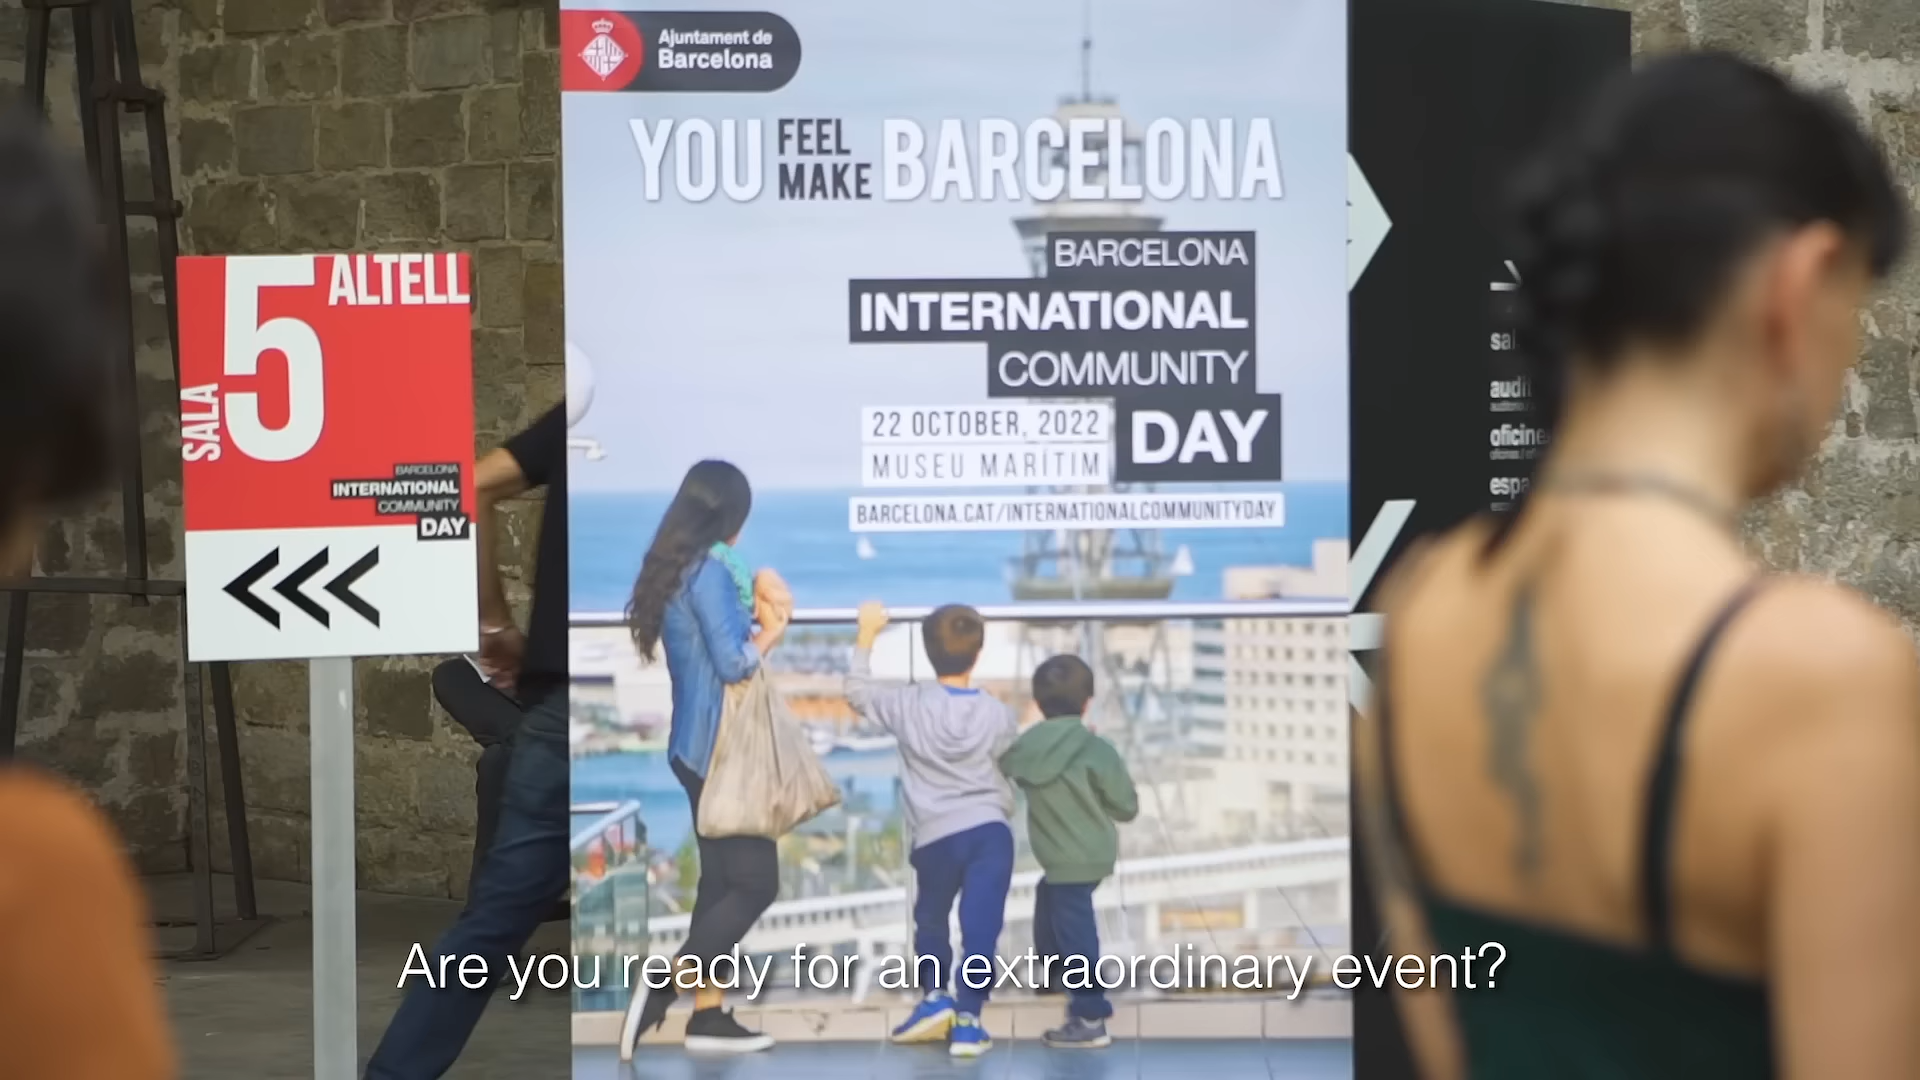 Ajuntament de
Barcelona
YOU FEEL MAKE BARCELONA
BARCELONA
INTERNATIONAL
COMMUNITY
DAY
22 OCTOBER, 2022
MUSEU MARÍTIM
BARCELONA.CAT/INTERNATIONALCOMMUNITYDAY
SALA 5 ALTELL
BARCELONA
INTERNATIONAL
COMMUNITY
DAY
Are you ready for an extraordinary event?